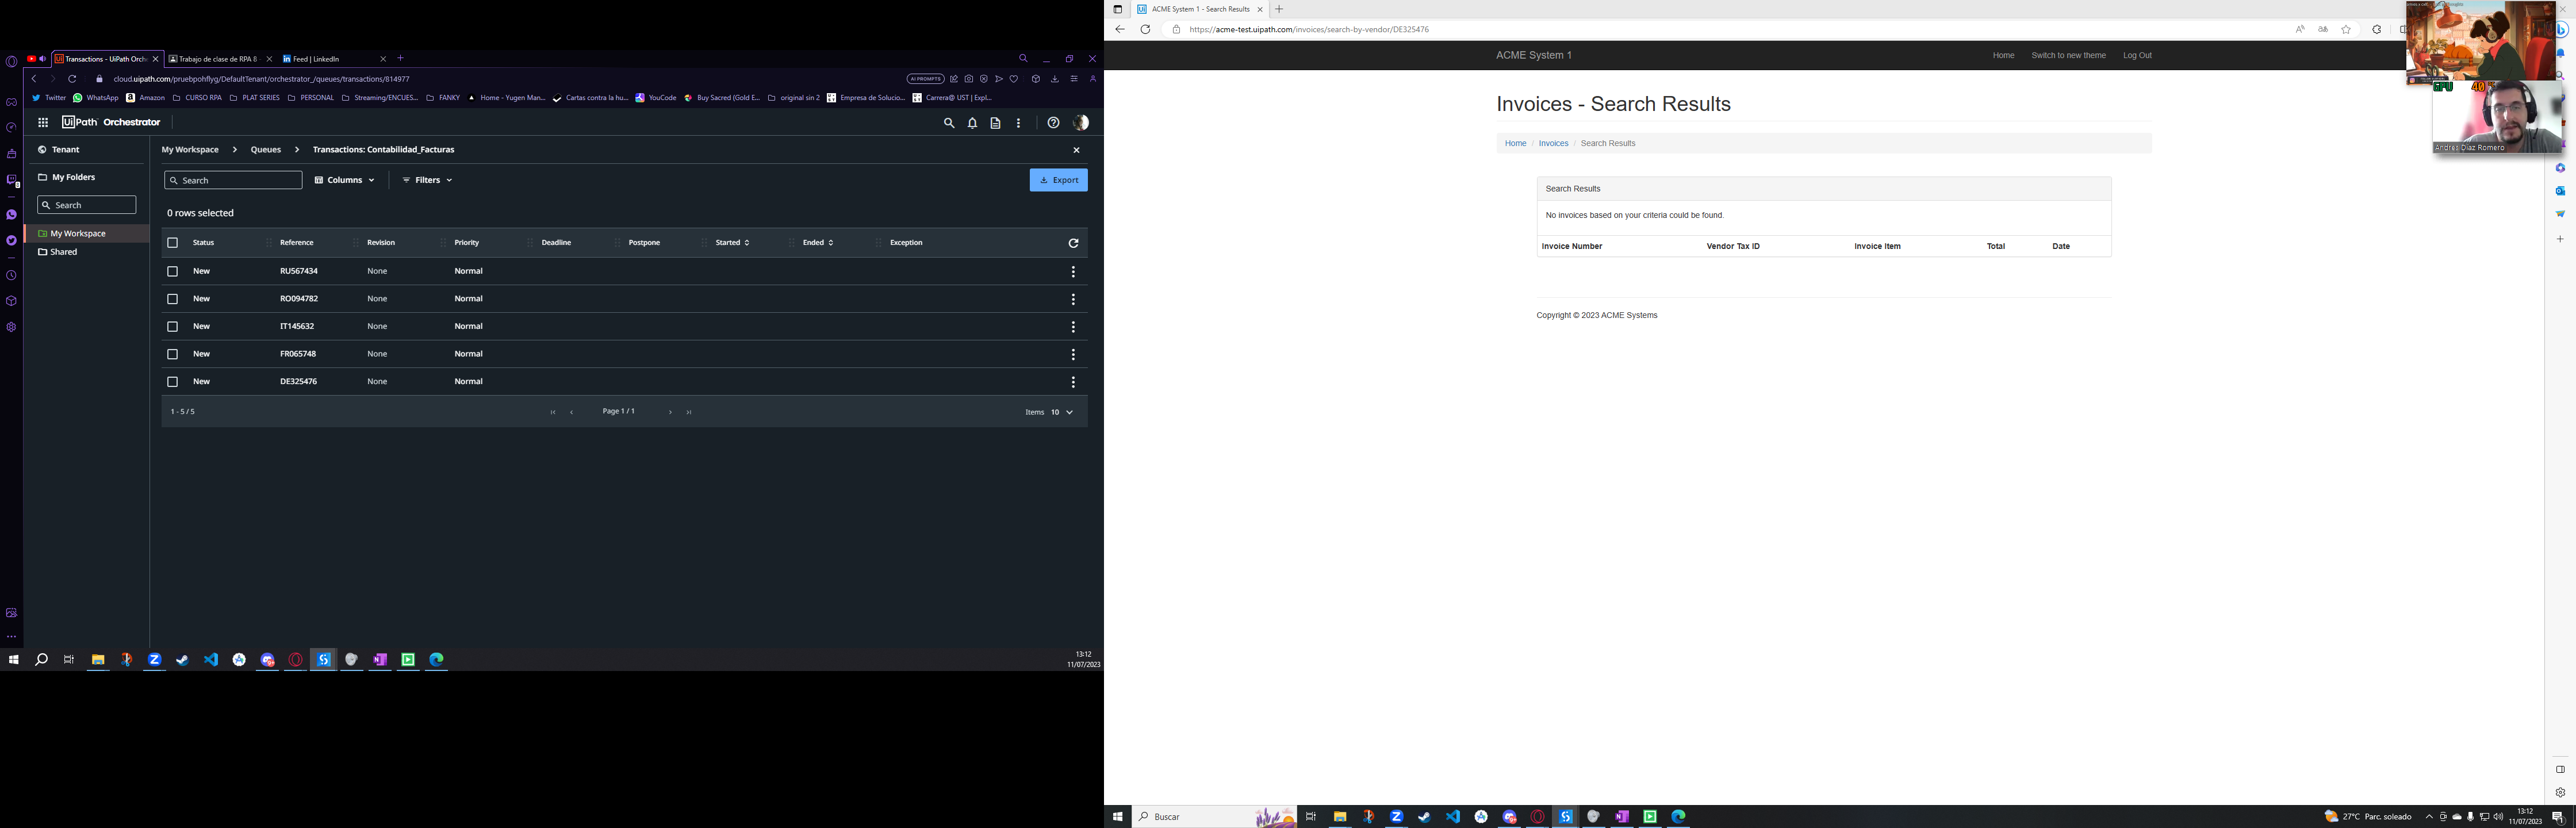 Transactions - UiPath Orche
Trabajo de clase de RPA 8 -
Feed | LinkedIn
cloud.uipath.com/pruebpohflyg/DefaultTenant/orchestrator_/queues/transactions/814977
AI PROMPTS
Twitter
WhatsApp
Amazon
CURSO RPA
PLAT SERIES
PERSONAL
Streaming/ENCUES...
FANKY
Home - Yugen Man...
Cartas contra la hu...
YouCode
Buy Sacred (Gold E...
original sin 2
Empresa de Solucio...
Carrera@ UST | Expl...
UiPath Orchestrator
Tenant
My Folders
Search
My Workspace
Shared
My Workspace > Queues > Transactions: Contabilidad_Facturas
Search
Columns
Filters
Export
0 rows selected
Status Reference Revision Priority Deadline Postpone Started Ended Exception
New RU567434 None Normal
New RO094782 None Normal
New IT145632 None Normal
New FR065748 None Normal
New DE325476 None Normal
1 - 5 / 5
Page 1 / 1
Items 10
13:12
11/07/2023
ACME System 1 - Search Results
https://acme-test.uipath.com/invoices/search-by-vendor/DE325476
ACME System 1
Home
Switch to new theme
Log Out
Invoices - Search Results
Home / Invoices / Search Results
Search Results
No invoices based on your criteria could be found.
Invoice Number Vendor Tax ID Invoice Item Total Date
Copyright © 2023 ACME Systems
GPU 40
Andrea Díaz Romero
Buscar
27°C Parc. soleado
13:12
11/07/2023